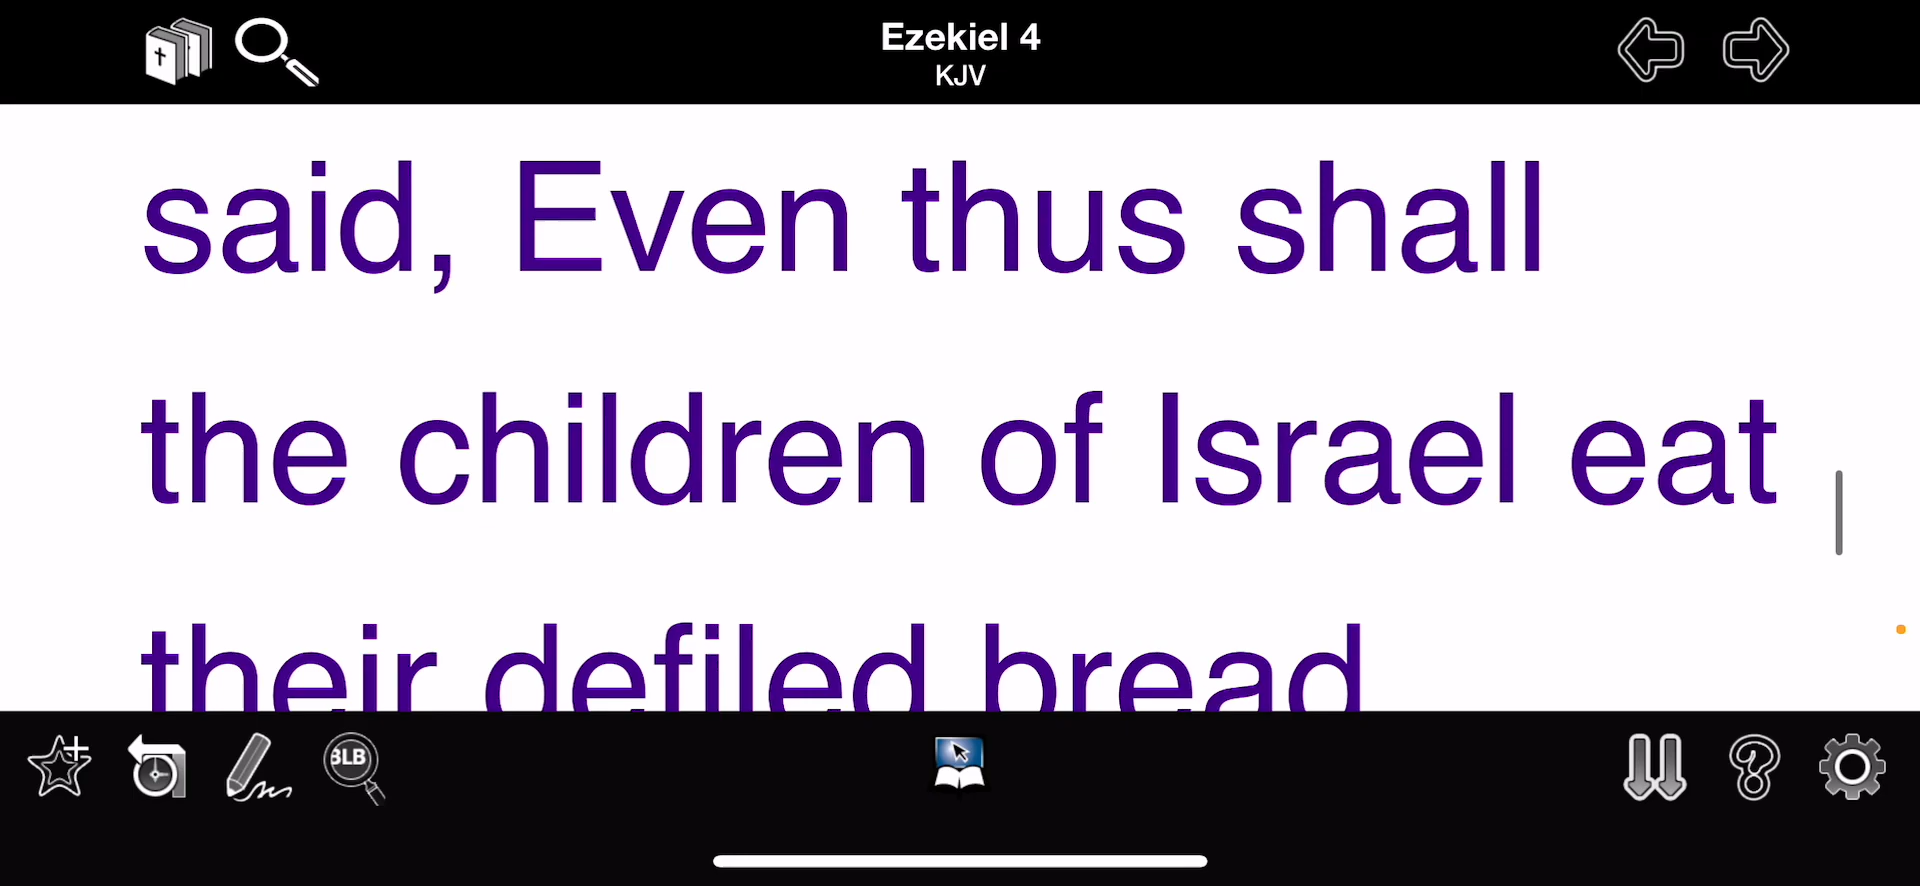 Ezekiel 4
KJV
said, Even thus shall
the children of Israel eat
their defiled bread
BLB